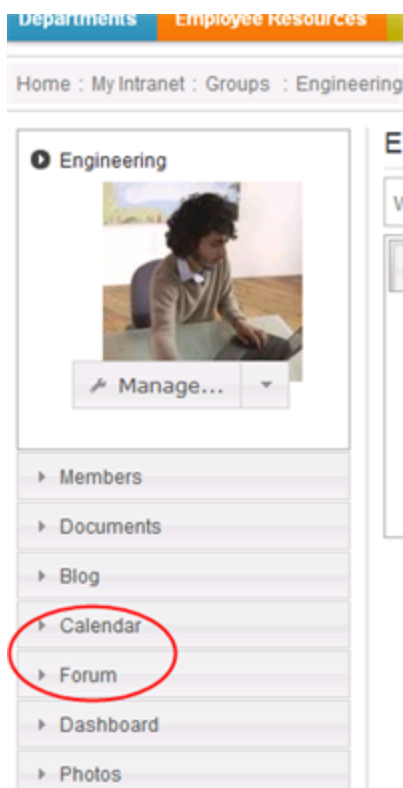 Departments Employee Resources
Home : My Intranet : Groups : Engineering
Engineering
Manage...
Members
Documents
Blog
Calendar
Forum
Dashboard
Photos